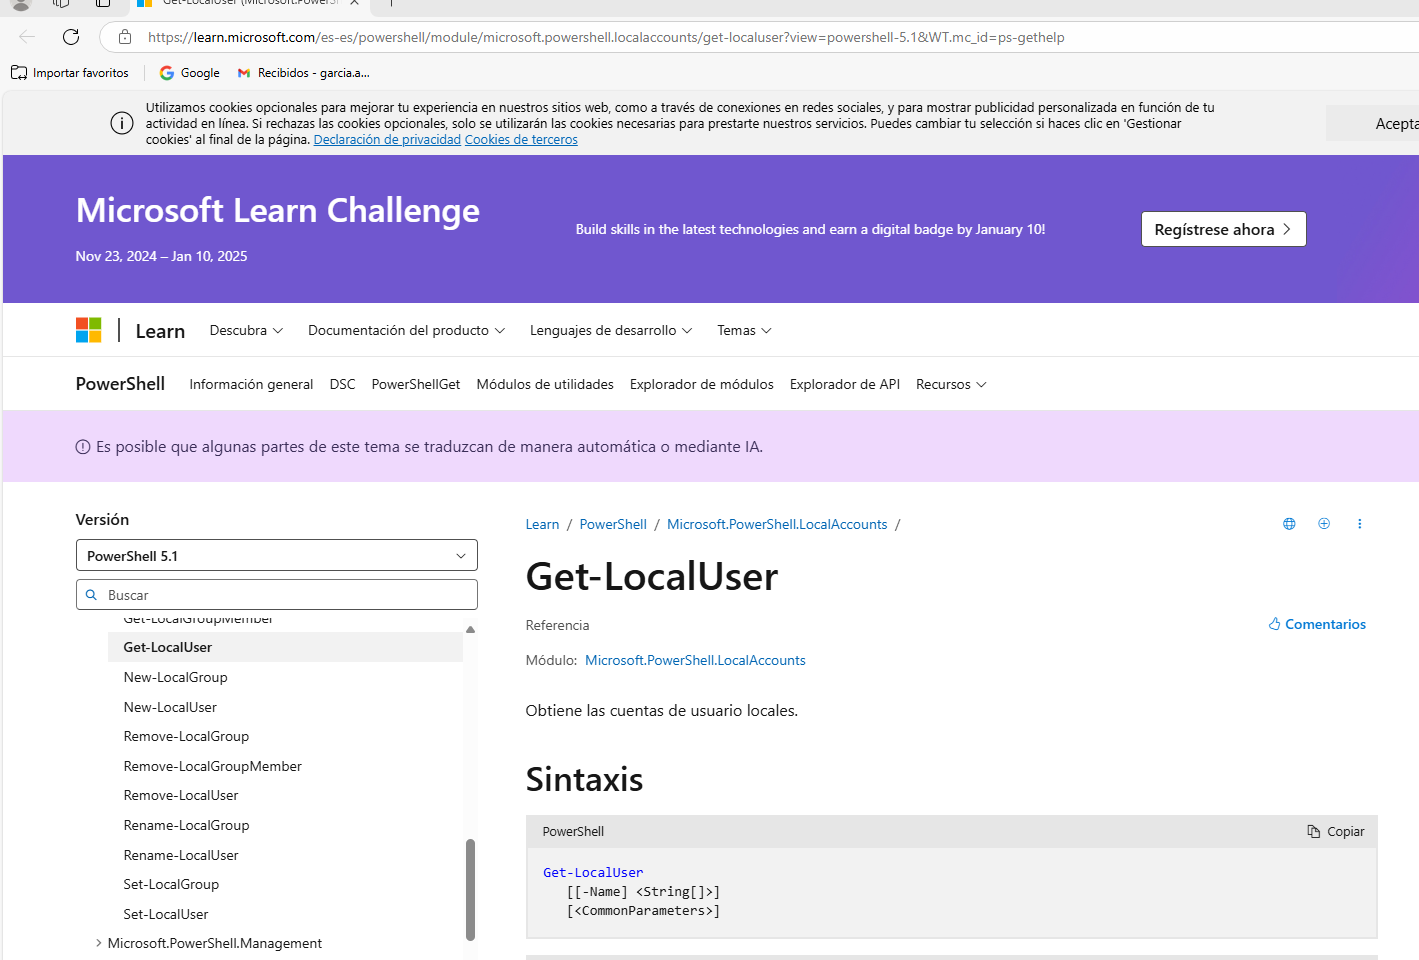 Get-LocalUser (Microsoft.PowerSh
https://learn.microsoft.com/es-es/powershell/module/microsoft.powershell.localaccounts/get-localuser?view=powershell-5.1&WT.mc_id=ps-gethelp
Importar favoritos
Google
Recibidos - garcia.a...
Utilizamos cookies opcionales para mejorar tu experiencia en nuestros sitios web, como a través de conexiones en redes sociales, y para mostrar publicidad personalizada en función de tu
actividad en línea. Si rechazas las cookies opcionales, solo se utilizarán las cookies necesarias para prestarte nuestros servicios. Puedes cambiar tu selección si haces clic en 'Gestionar
cookies' al final de la página. Declaración de privacidad Cookies de terceros
Acepta
Microsoft Learn Challenge
Nov 23, 2024 – Jan 10, 2025
Build skills in the latest technologies and earn a digital badge by January 10!
Regístrese ahora
Learn
Descubra
Documentación del producto
Lenguajes de desarrollo
Temas
PowerShell
Información general
DSC
PowerShellGet
Módulos de utilidades
Explorador de módulos
Explorador de API
Recursos
Es posible que algunas partes de este tema se traduzcan de manera automática o mediante IA.
Versión
PowerShell 5.1
Buscar
Get-LocalGroupMember
Get-LocalUser
New-LocalGroup
New-LocalUser
Remove-LocalGroup
Remove-LocalGroupMember
Remove-LocalUser
Rename-LocalGroup
Rename-LocalUser
Set-LocalGroup
Set-LocalUser
Microsoft.PowerShell.Management
Learn / PowerShell / Microsoft.PowerShell.LocalAccounts /
Get-LocalUser
Referencia
Comentarios
Módulo: Microsoft.PowerShell.LocalAccounts
Obtiene las cuentas de usuario locales.
Sintaxis
PowerShell
Copiar
Get-LocalUser
[[-Name] <String[]>]
[<CommonParameters>]